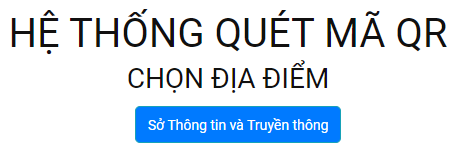 HỆ THỐNG QUÉT MÃ QR
CHỌN ĐỊA ĐIỂM
Sở Thông tin và Truyền thông